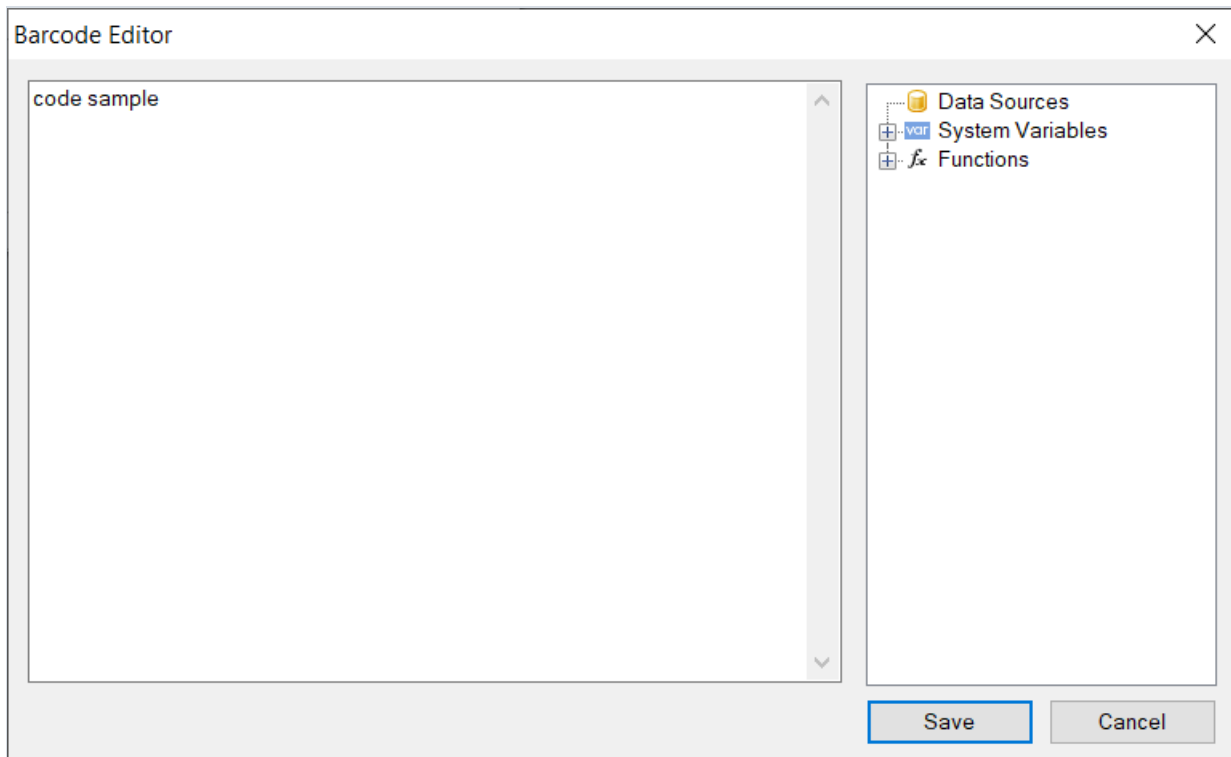 Barcode Editor
code sample
Data Sources
var System Variables
fx Functions
Save
Cancel